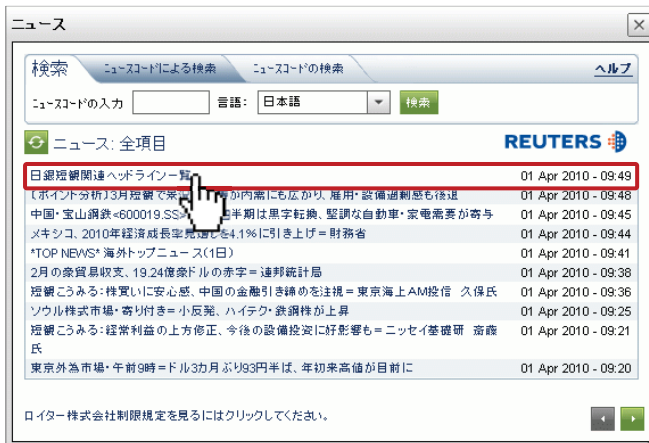 ニュース
検索 ニュースコードによる検索 ニュースコードの検索 ヘルプ
ニュースコードの入力 言語: 日本語 検索
ニュース: 全項目 REUTERS
日銀短観関連ヘッドライン一覧 01 Apr 2010 - 09:49
〔ポイント分析〕3月短観で が内需にも広がり、雇用・設備過剰感も後退 01 Apr 2010 - 09:48
中国・宝山鋼鉄<600019.SS> 半期は黒字転換、堅調な自動車・家電需要が寄与 01 Apr 2010 - 09:45
メキシコ、2010年経済成長率見通しを4.1%に引き上げ=財務省 01 Apr 2010 - 09:44
*TOP NEWS* 海外トップニュース(1日) 01 Apr 2010 - 09:41
2月の豪貿易収支、19.24億豪ドルの赤字=連邦統計局 01 Apr 2010 - 09:38
短観こうみる:株買いに安心感、中国の金融引き締めを注視=東京海上AM投信 久保氏 01 Apr 2010 - 09:36
ソウル株式市場・寄り付き=小反発、ハイテク・鉄鋼株が上昇 01 Apr 2010 - 09:25
短観こうみる:経常利益の上方修正、今後の設備投資に好影響も=ニッセイ基礎研 斎藤 01 Apr 2010 - 09:21
氏
東京外為市場・午前9時=ドル3カ月ぶり93円半ば、年初来高値が目前に 01 Apr 2010 - 09:20
ロイター株式会社制限規定を見るにはクリックしてください。